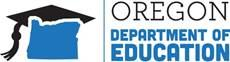 OREGON
DEPARTMENT OF
EDUCATION